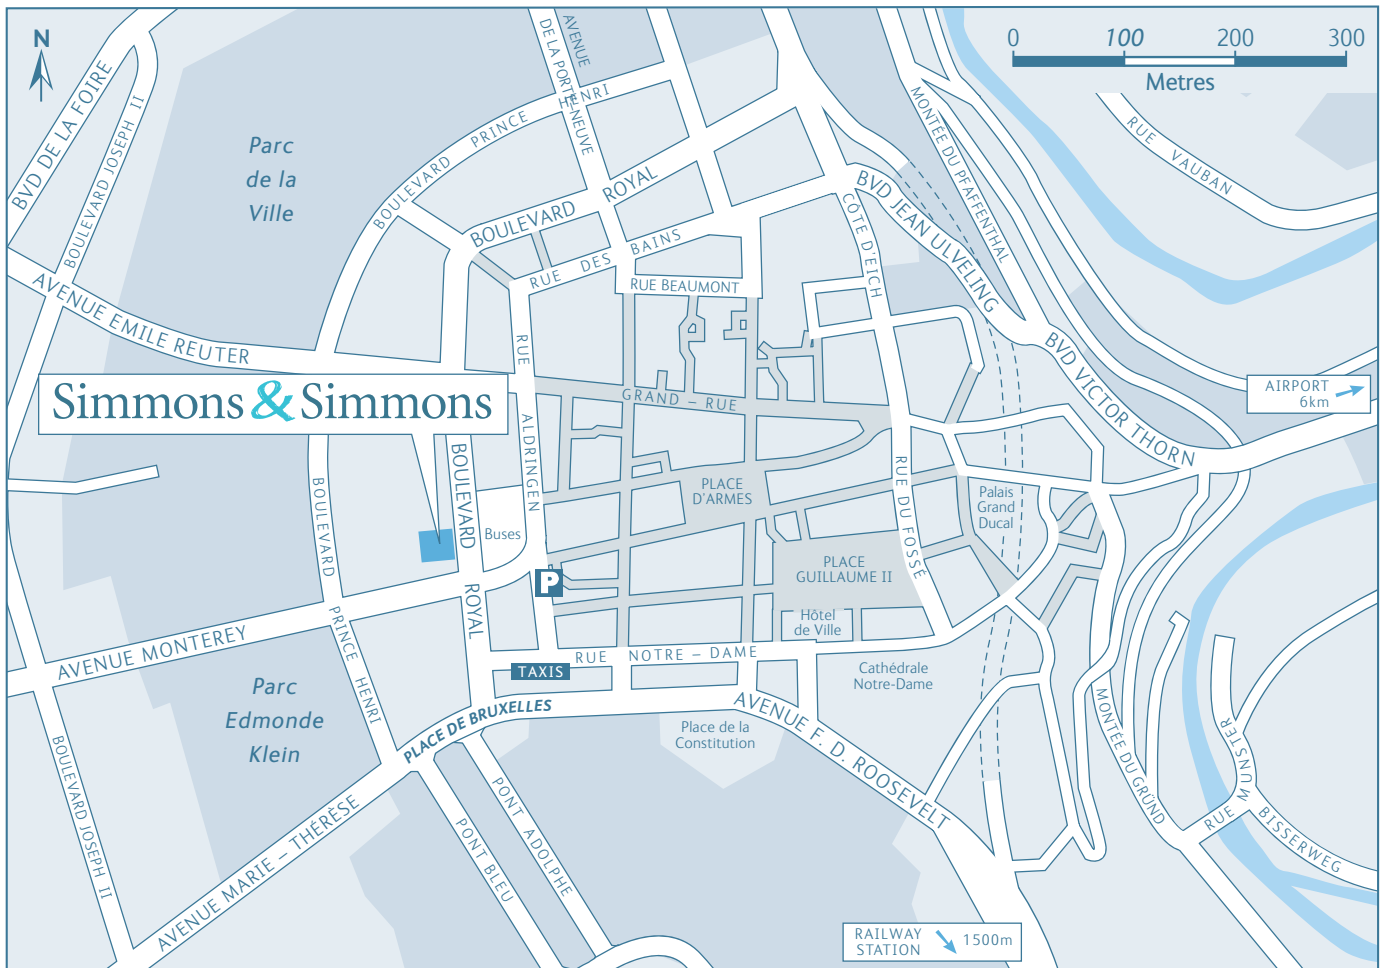 N
0 100 200 300
Metres
BVD DE LA FOIRE
BOULEVARD JOSEPH II
Parc
de la
Ville
AVENUE
DE LA PORTE-NEUVE
BOULEVARD PRINCE HENRI
BOULEVARD ROYAL
RUE DES BAINS
RUE BEAUMONT
CÔTE D'EICH
BVD JEAN ULVELING
MONTÉE DU PFAFFENTHAL
RUE VAUBAN
AVENUE EMILE REUTER
BVD VICTOR THORN
AIRPORT
6km
Simmons & Simmons
RUE ALDRINGEN
GRAND – RUE
BOULEVARD ROYAL
BOULEVARD PRINCE HENRI
Buses
PLACE
D'ARMES
RUE DU FOSSÉ
Palais
Grand
Ducal
PLACE
GUILLAUME II
P
Hôtel
de Ville
AVENUE MONTEREY
RUE NOTRE – DAME
TAXIS
Cathédrale
Notre-Dame
Parc
Edmonde
Klein
PLACE DE BRUXELLES
Place de la
Constitution
AVENUE F. D. ROOSEVELT
MONTÉE DU GRÜND
RUE MUNSTER
BISSERWEG
BOULEVARD JOSEPH II
AVENUE MARIE – THÉRÈSE
PONT ADOLPHE
PONT BLEU
RAILWAY
STATION
1500m